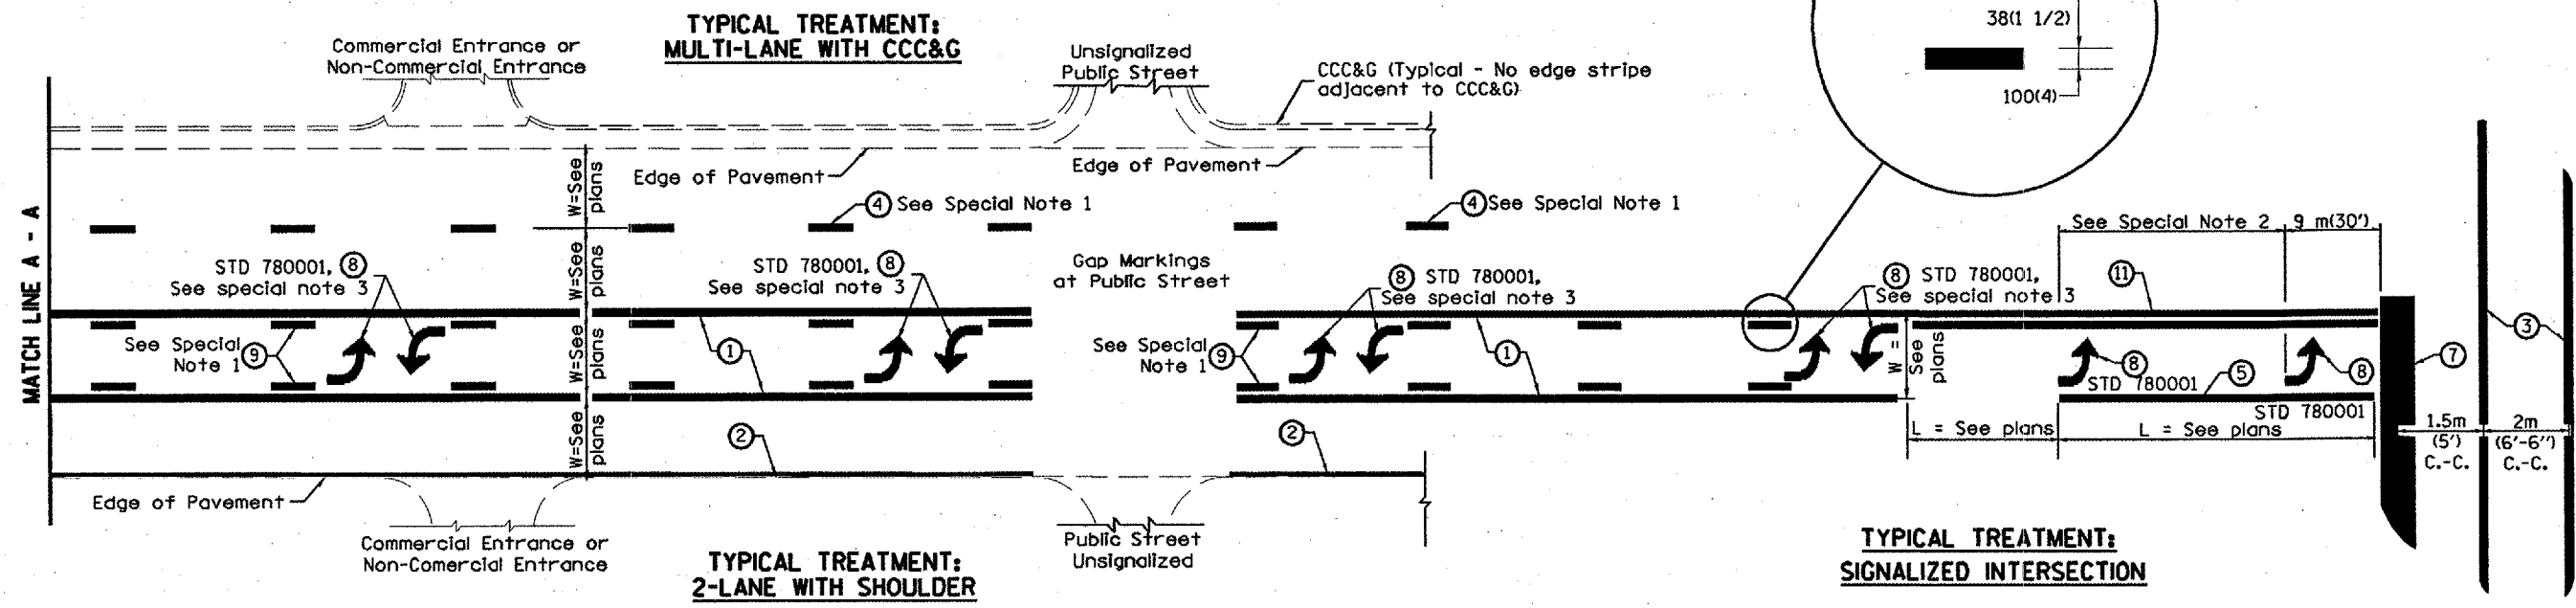 TYPICAL TREATMENT:
MULTI-LANE WITH CCC&G
Commercial Entrance or
Non-Commercial Entrance
Unsignalized
Public Street
CCC&G (Typical - No edge stripe
adjacent to CCC&G)
38(1 1/2)
100(4)
MATCH LINE A - A
W=See
plans
Edge of Pavement
Edge of Pavement
4 See Special Note 1
4 See Special Note 1
See Special Note 2
9 m(30')
STD 780001, 8
See special note 3
W=See
plans
STD 780001, 8
See special note 3
Gap Markings
at Public Street
8 STD 780001,
See special note 3
8 STD 780001,
See special note 3
11
3
See Special
Note 1 9
W=See
plans
1
See Special
Note 1 9
1
W =
See
plans
8
STD 780001
5
8
7
STD 780001
W=See
plans
2
2
L = See plans
L = See plans
1.5m
(5')
C.-C.
2m
(6'-6")
C.-C.
Edge of Pavement
Commercial Entrance or
Non-Comercial Entrance
TYPICAL TREATMENT:
2-LANE WITH SHOULDER
Public Street
Unsignalized
TYPICAL TREATMENT:
SIGNALIZED INTERSECTION